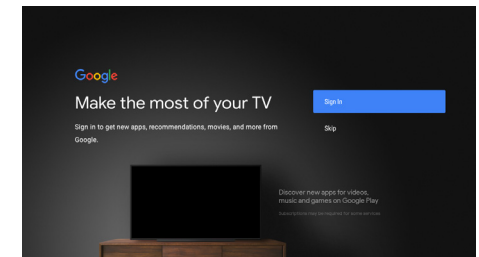 Google
Make the most of your TV
Sign in to get new apps, recommendations, movies, and more from
Google.
Sign In
Skip
Discover new apps for videos,
music and games on Google Play
Subscriptions may be required for some services